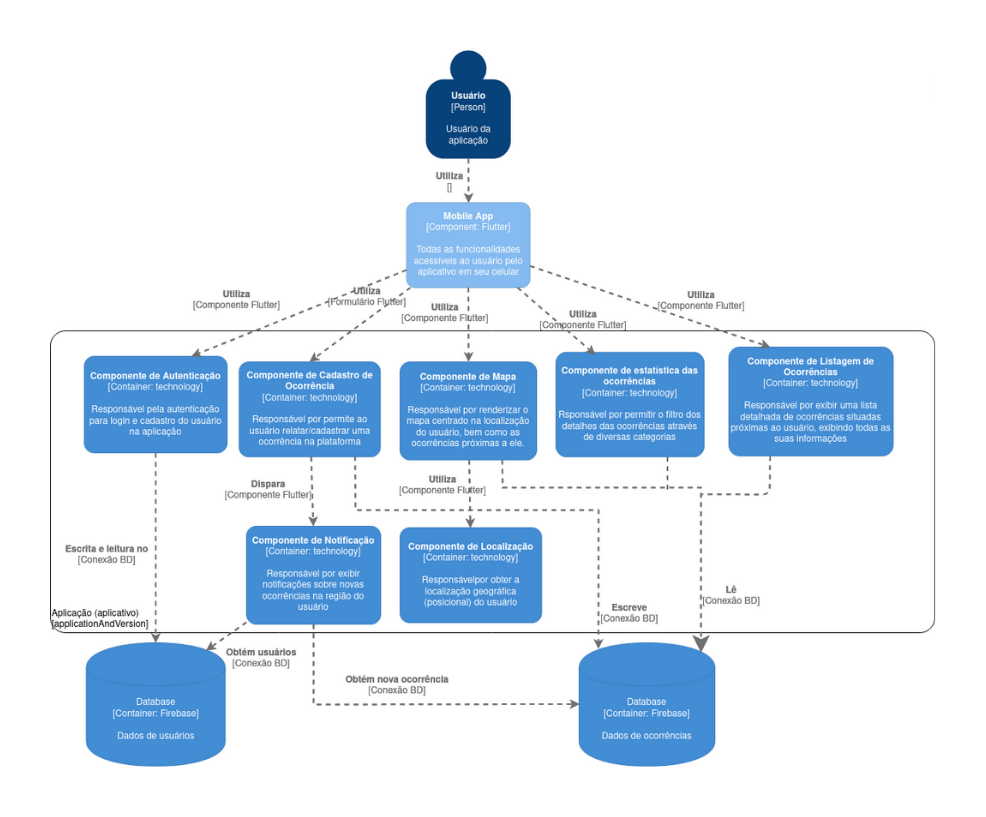 Usuário
[Person]
Usuário da
aplicação
Utiliza
[]
Mobile App
[Component: Flutter]
Todas as funcionalidades
acessíveis ao usuário pelo
aplicativo em seu celular
Utiliza
[Componente Flutter]
Utiliza
[Formulário Flutter]
Utiliza
[Componente Flutter]
Utiliza
[Componente Flutter]
Utiliza
[Componente Flutter]
Componente de Autenticação
[Container: technology]
Responsável pela autenticação
para login e cadastro do usuário
na aplicação
Componente de Cadastro de
Ocorrência
[Container: technology]
Responsável por permite ao
usuário relatar/cadastrar uma
ocorrência na plataforma
Componente de Mapa
[Container: technology]
Responsável por renderizar o
mapa centrado na localização
do usuário, bem como as
ocorrências próximas a ele.
Componente de estatística das
ocorrências
[Container: technology]
Rsponsável por permitir o filtro dos
detalhes das ocorrências através
de diversas categorias
Componente de Listagem de
Ocorrências
[Container: technology]
Responsável por exibir uma lista
detalhada de ocorrências situadas
próximas ao usuário, exibindo todas as
suas informações
Dispara
[Componente Flutter]
Utiliza
[Componente Flutter]
Componente de Notificação
[Container: technology]
Responsável por exibir
notificações sobre novas
ocorrências na região do
usuário
Componente de Localização
[Container: technology]
Responsávelpor obter a
localização geográfica
(posicional) do usuário
Escrita e leitura no
[Conexão BD]
Lê
[Conexão BD]
Escreve
[Conexão BD]
Aplicação (aplicativo)
[applicationAndVersion]
Obtém usuários
[Conexão BD]
Obtém nova ocorrência
[Conexão BD]
Database
[Container: Firebase]
Dados de usuários
Database
[Container: Firebase]
Dados de ocorrências